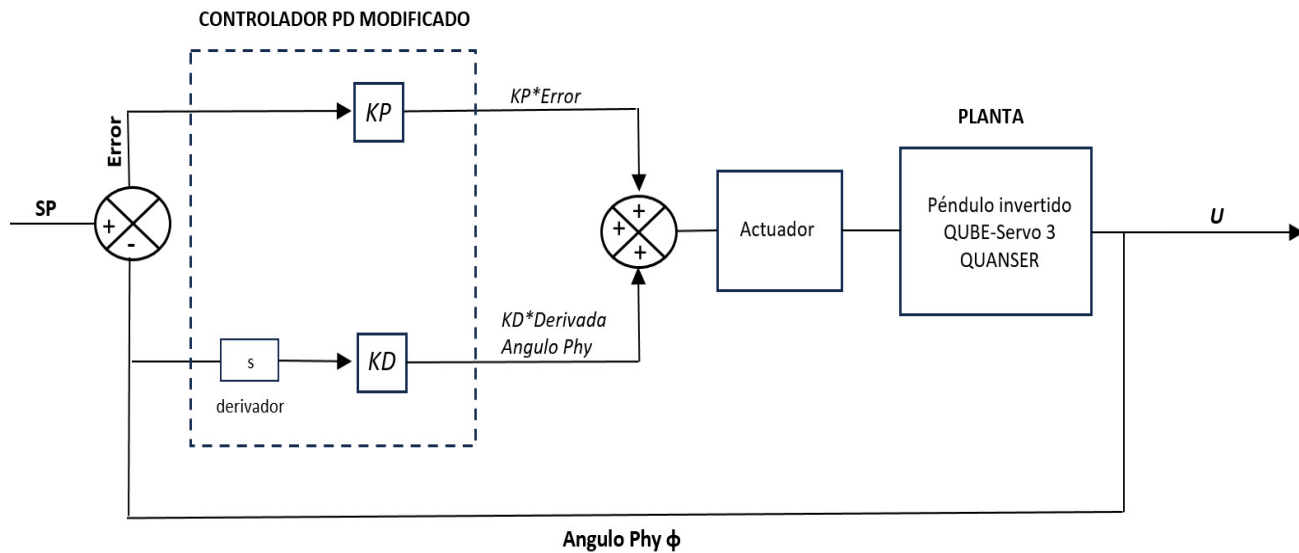 CONTROLADOR PD MODIFICADO
KP
KP*Error
Error
PLANTA
SP
+
-
+
+
+
Actuador
Péndulo invertido
QUBE-Servo 3
QUANSER
U
KD*Derivada
Angulo Phy
s
KD
derivador
Angulo Phy ϕ